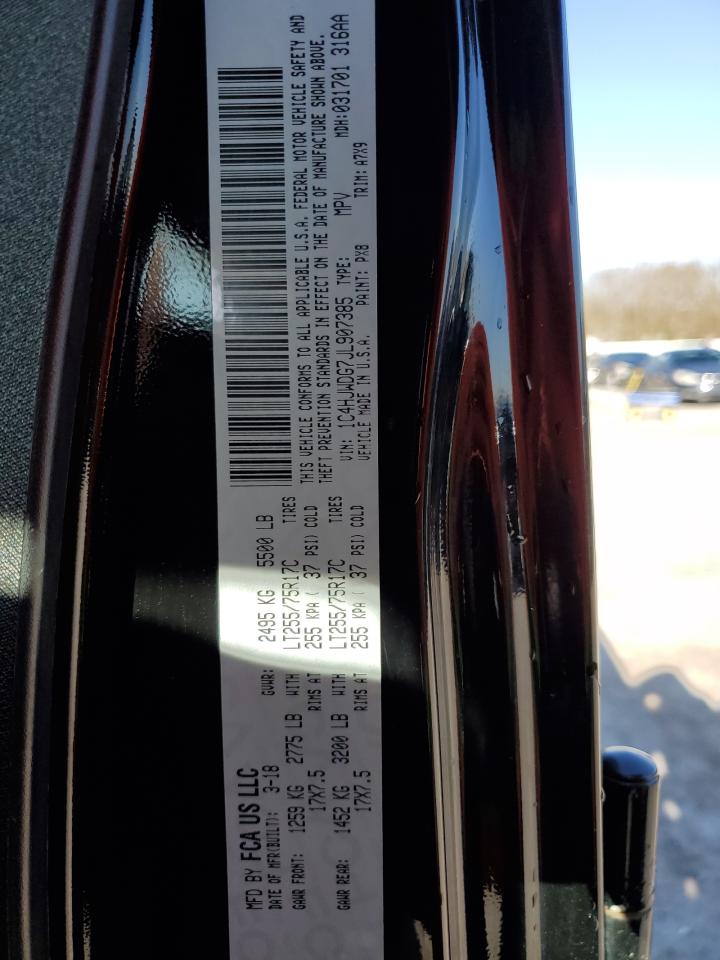 MFD BY FCA US LLC
DATE OF MFR(BUILT): 3-18
GVWR: 2495 KG 5500 LB
GAWR FRONT: 1259 KG 2775 LB WITH LT255/75R17C TIRES
17X7.5 RIMS AT 255 KPA ( 37 PSI) COLD
GAWR REAR: 1452 KG 3200 LB WITH LT255/75R17C TIRES
17X7.5 RIMS AT 255 KPA ( 37 PSI) COLD
THIS VEHICLE CONFORMS TO ALL APPLICABLE U.S.A. FEDERAL MOTOR VEHICLE SAFETY AND
THEFT PREVENTION STANDARDS IN EFFECT ON THE DATE OF MANUFACTURE SHOWN ABOVE.
VIN: 1C4HJWDG7JL907385 TYPE: MPV MDH:031701 316AA
VEHICLE MADE IN U.S.A. PAINT: PX8 TRIM: A7X9